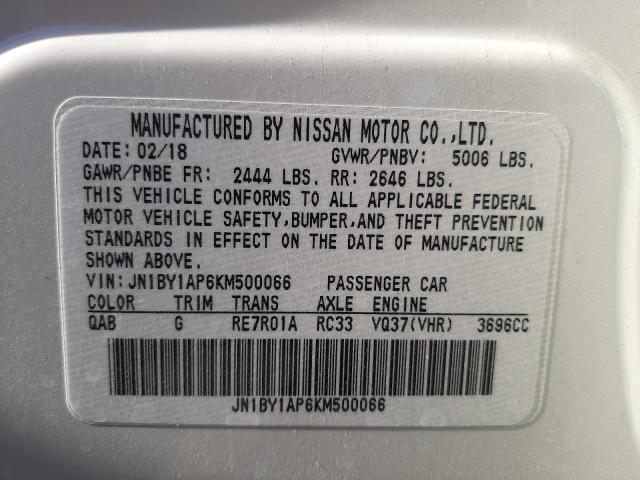 MANUFACTURED BY NISSAN MOTOR CO.,LTD.
DATE: 02/18 GVWR/PNBV: 5006 LBS.
GAWR/PNBE FR: 2444 LBS. RR: 2646 LBS.
THIS VEHICLE CONFORMS TO ALL APPLICABLE FEDERAL
MOTOR VEHICLE SAFETY,BUMPER,AND THEFT PREVENTION
STANDARDS IN EFFECT ON THE DATE OF MANUFACTURE
SHOWN ABOVE.
VIN:JN1BY1AP6KM500066 PASSENGER CAR
COLOR TRIM TRANS AXLE ENGINE
QAB G RE7R01A RC33 VQ37(VHR) 3696CC
JN1BY1AP6KM500066